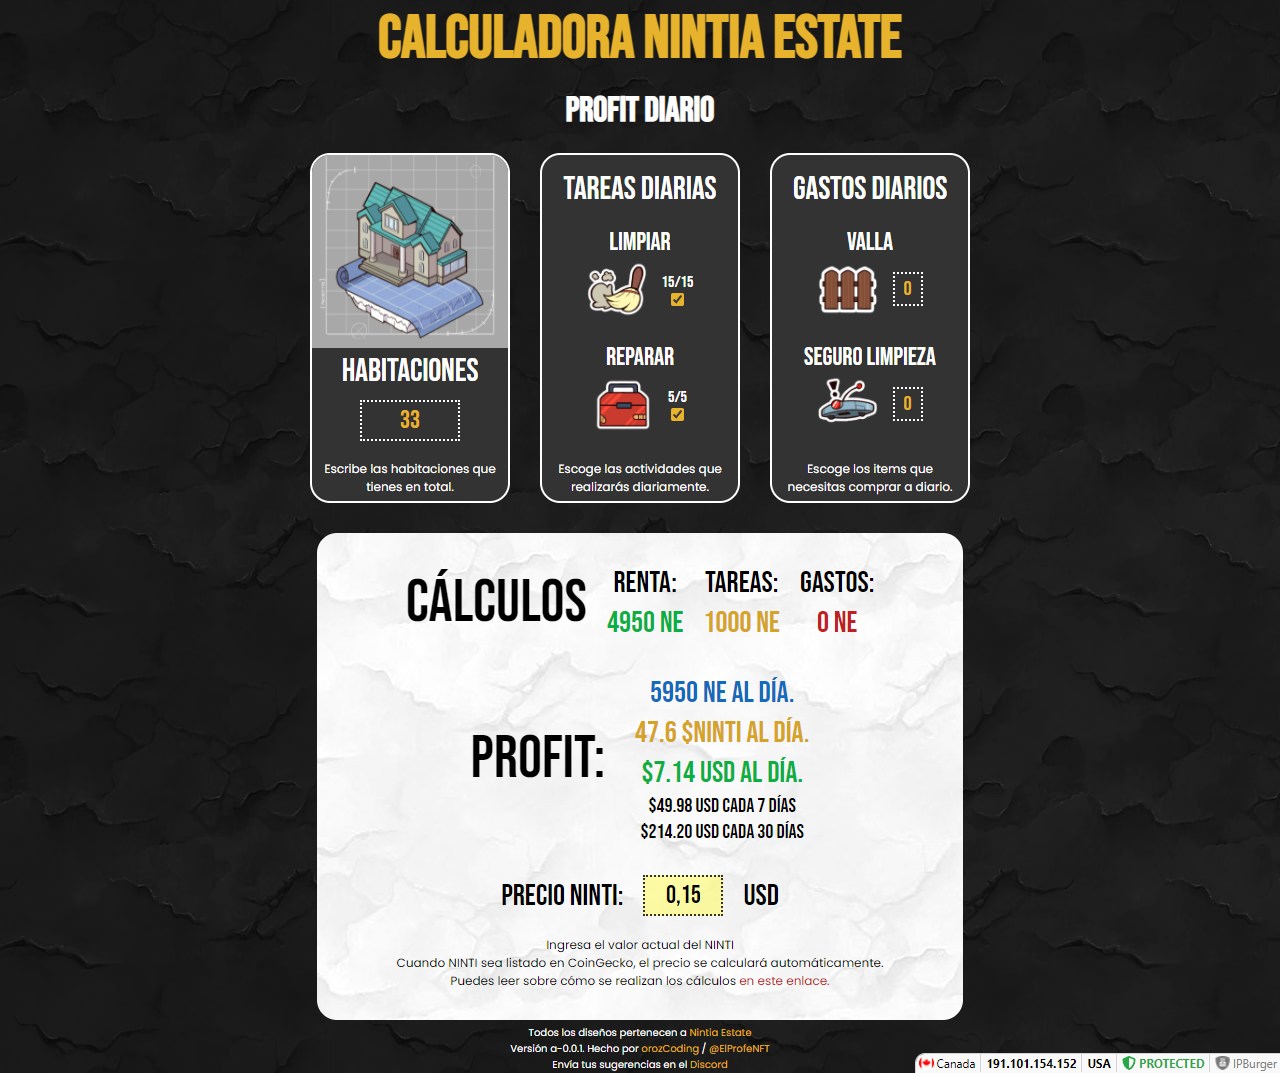 CALCULADORA NINTIA ESTATE
PROFIT DIARIO
HABITACIONES
33
Escribe las habitaciones que
tienes en total.
TAREAS DIARIAS
LIMPIAR
15/15
REPARAR
5/5
Escoge las actividades que
realizarás diariamente.
GASTOS DIARIOS
VALLA
0
SEGURO LIMPIEZA
0
Escoge los items que
necesitas comprar a diario.
CÁLCULOS
RENTA: TAREAS: GASTOS:
4950 NE 1000 NE 0 NE
PROFIT:
5950 NE AL DÍA.
47.6 $NINTI AL DÍA.
$7.14 USD AL DÍA.
$49.98 USD CADA 7 DÍAS
$214.20 USD CADA 30 DÍAS
PRECIO NINTI: 0,15 USD
Ingresa el valor actual del NINTI
Cuando NINTI sea listado en CoinGecko, el precio se calculará automáticamente.
Puedes leer sobre cómo se realizan los cálculos en este enlace.
Todos los diseños pertenecen a Nintia Estate
Versión a-0.0.1. Hecho por orozCoding / @ElProfeNFT
Envia tus sugerencias en el Discord
Canada 191.101.154.152 USA PROTECTED IPBurger